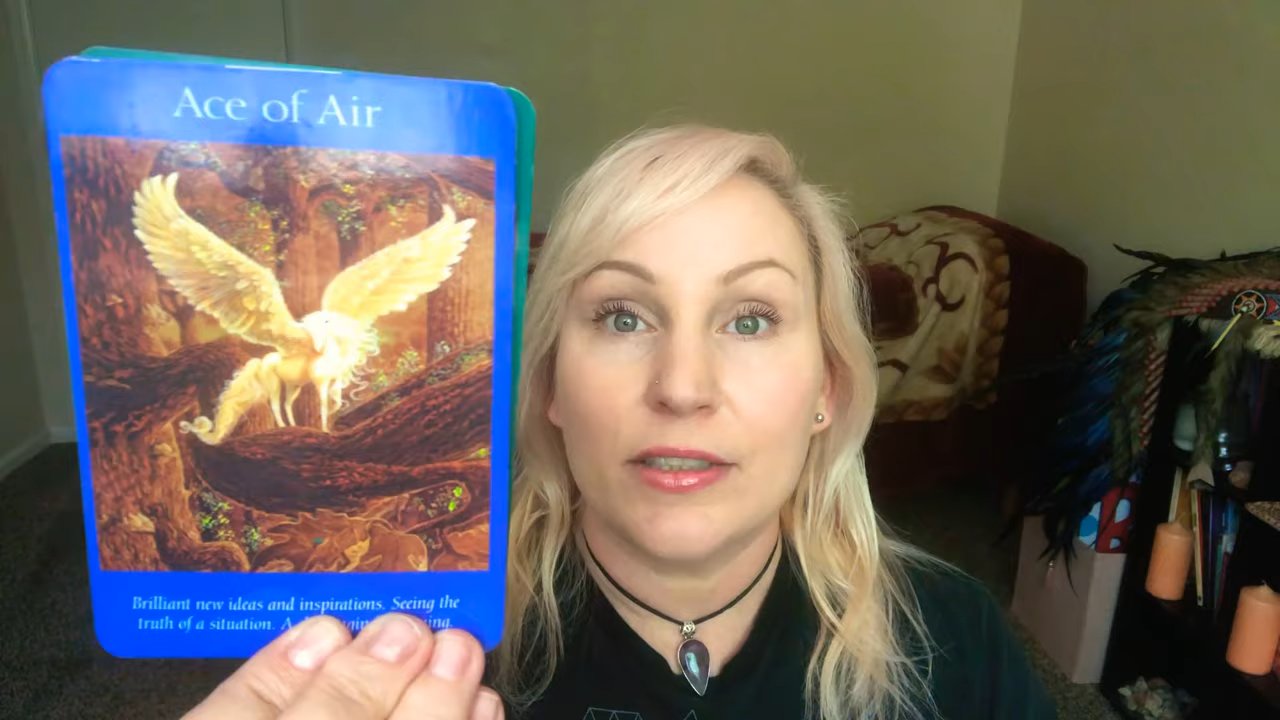 Ace of Air
Brilliant new ideas and inspirations. Seeing the
truth of a situation. A